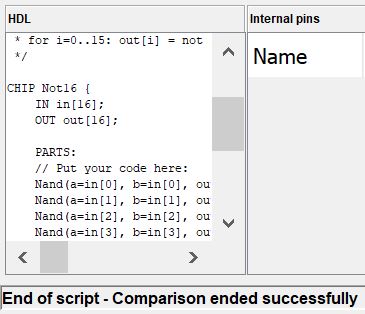 HDL
Internal pins
* for i=0..15: out[i] = not
*/
CHIP Not16 {
IN in[16];
OUT out[16];
PARTS:
// Put your code here:
Nand(a=in[0], b=in[0], ou
Nand(a=in[1], b=in[1], ou
Nand(a=in[2], b=in[2], ou
Nand(a=in[3], b=in[3], ou
Name
End of script - Comparison ended successfully